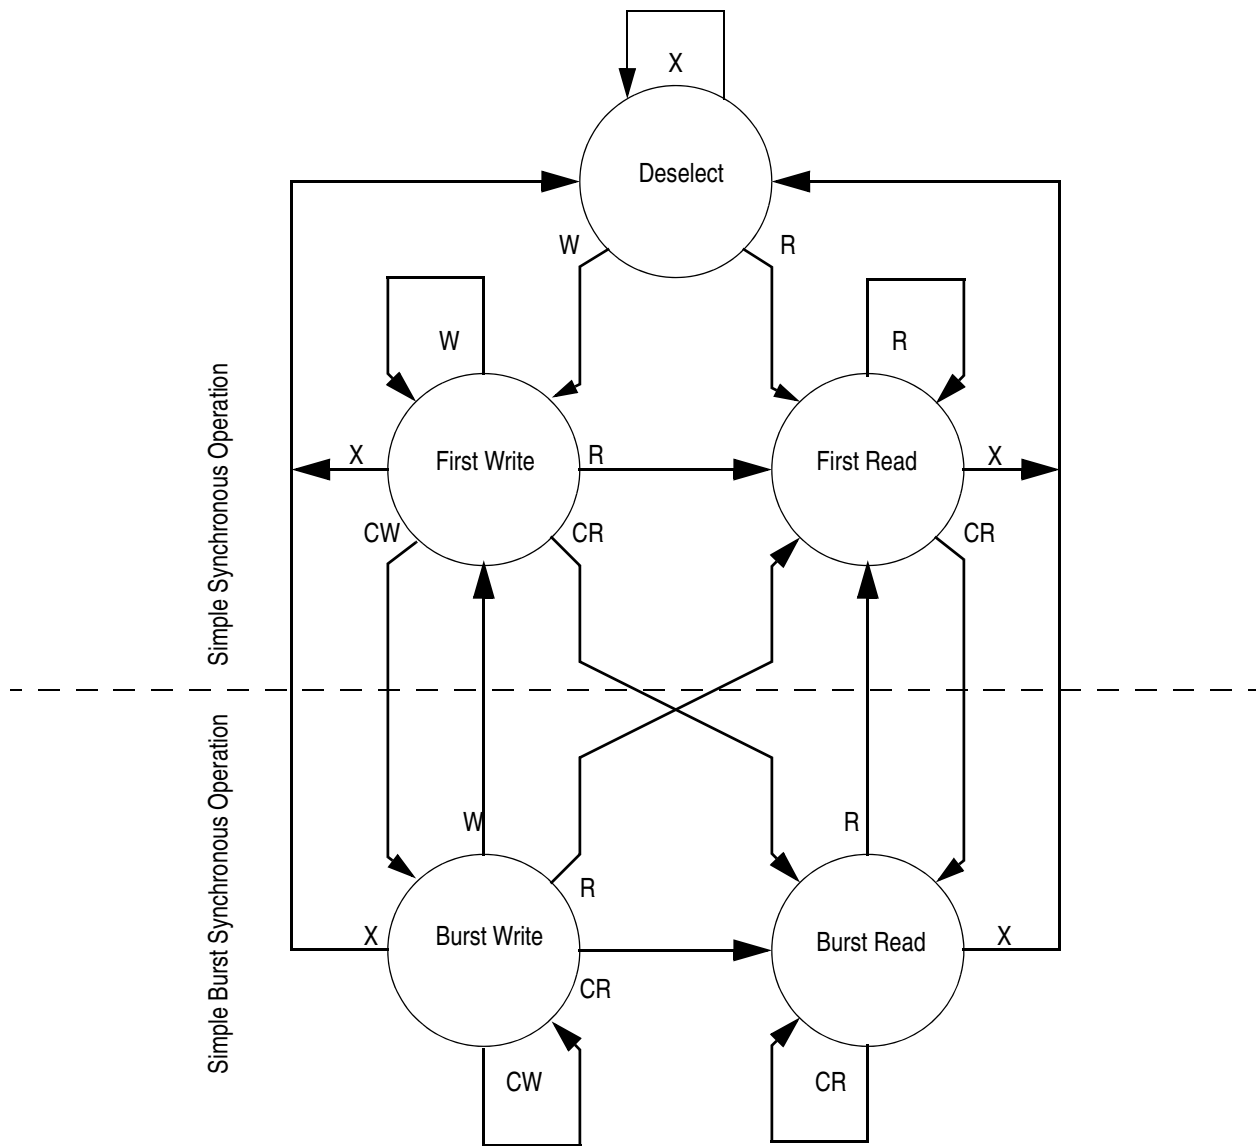 X
Deselect
W
R
W
R
Simple Synchronous Operation
X
First Write
R
First Read
X
CW
CR
CR
Simple Burst Synchronous Operation
W
R
R
X
Burst Write
Burst Read
X
CR
CW
CR